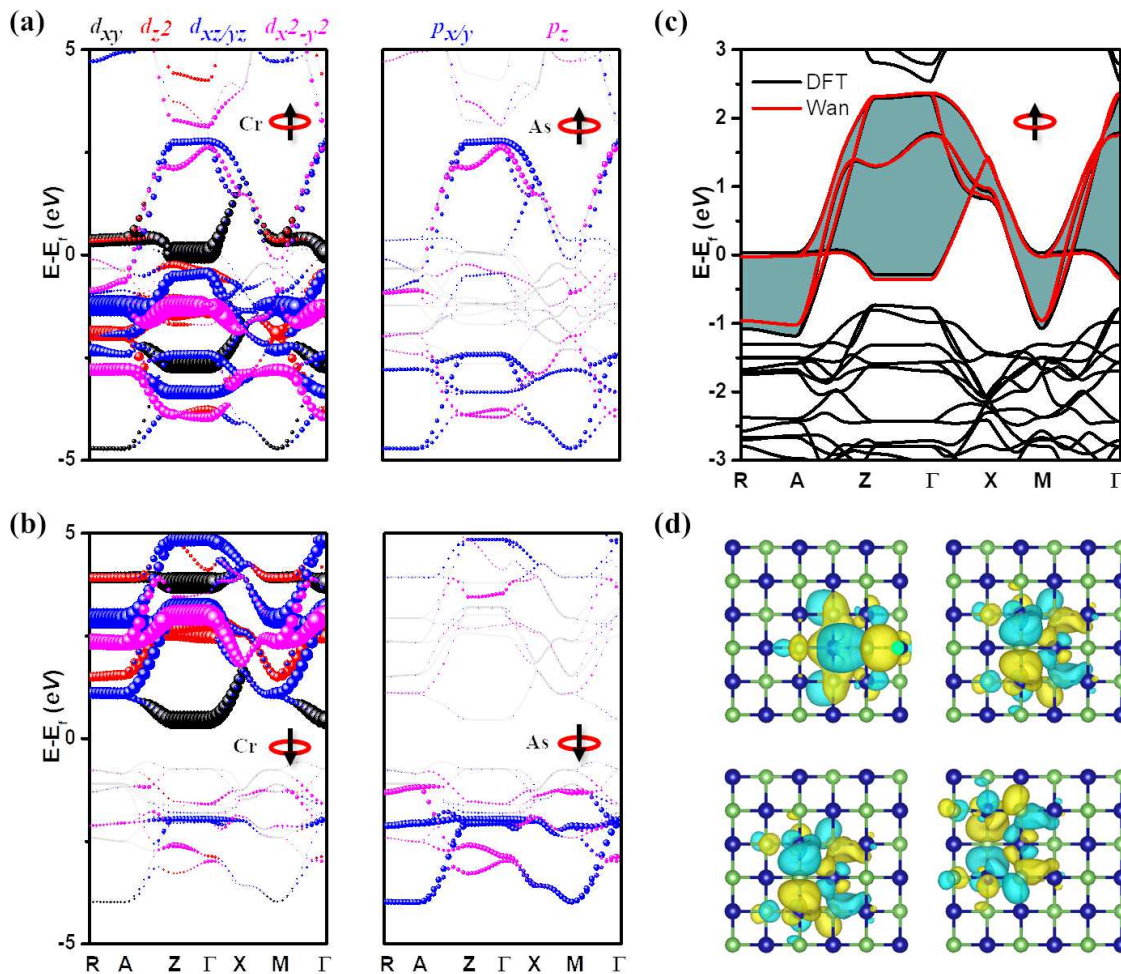 (a)
d_xy d_z² d_xz/yz d_x²-y²
p_x/y p_z
5
0
-5
E-E_f (eV)
Cr
As
(c)
3
2
1
0
-1
-2
-3
E-E_f (eV)
DFT
Wan
R A Z Γ X M Γ
(b)
5
0
-5
E-E_f (eV)
Cr
As
R A Z Γ X M Γ
R A Z Γ X M Γ
(d)